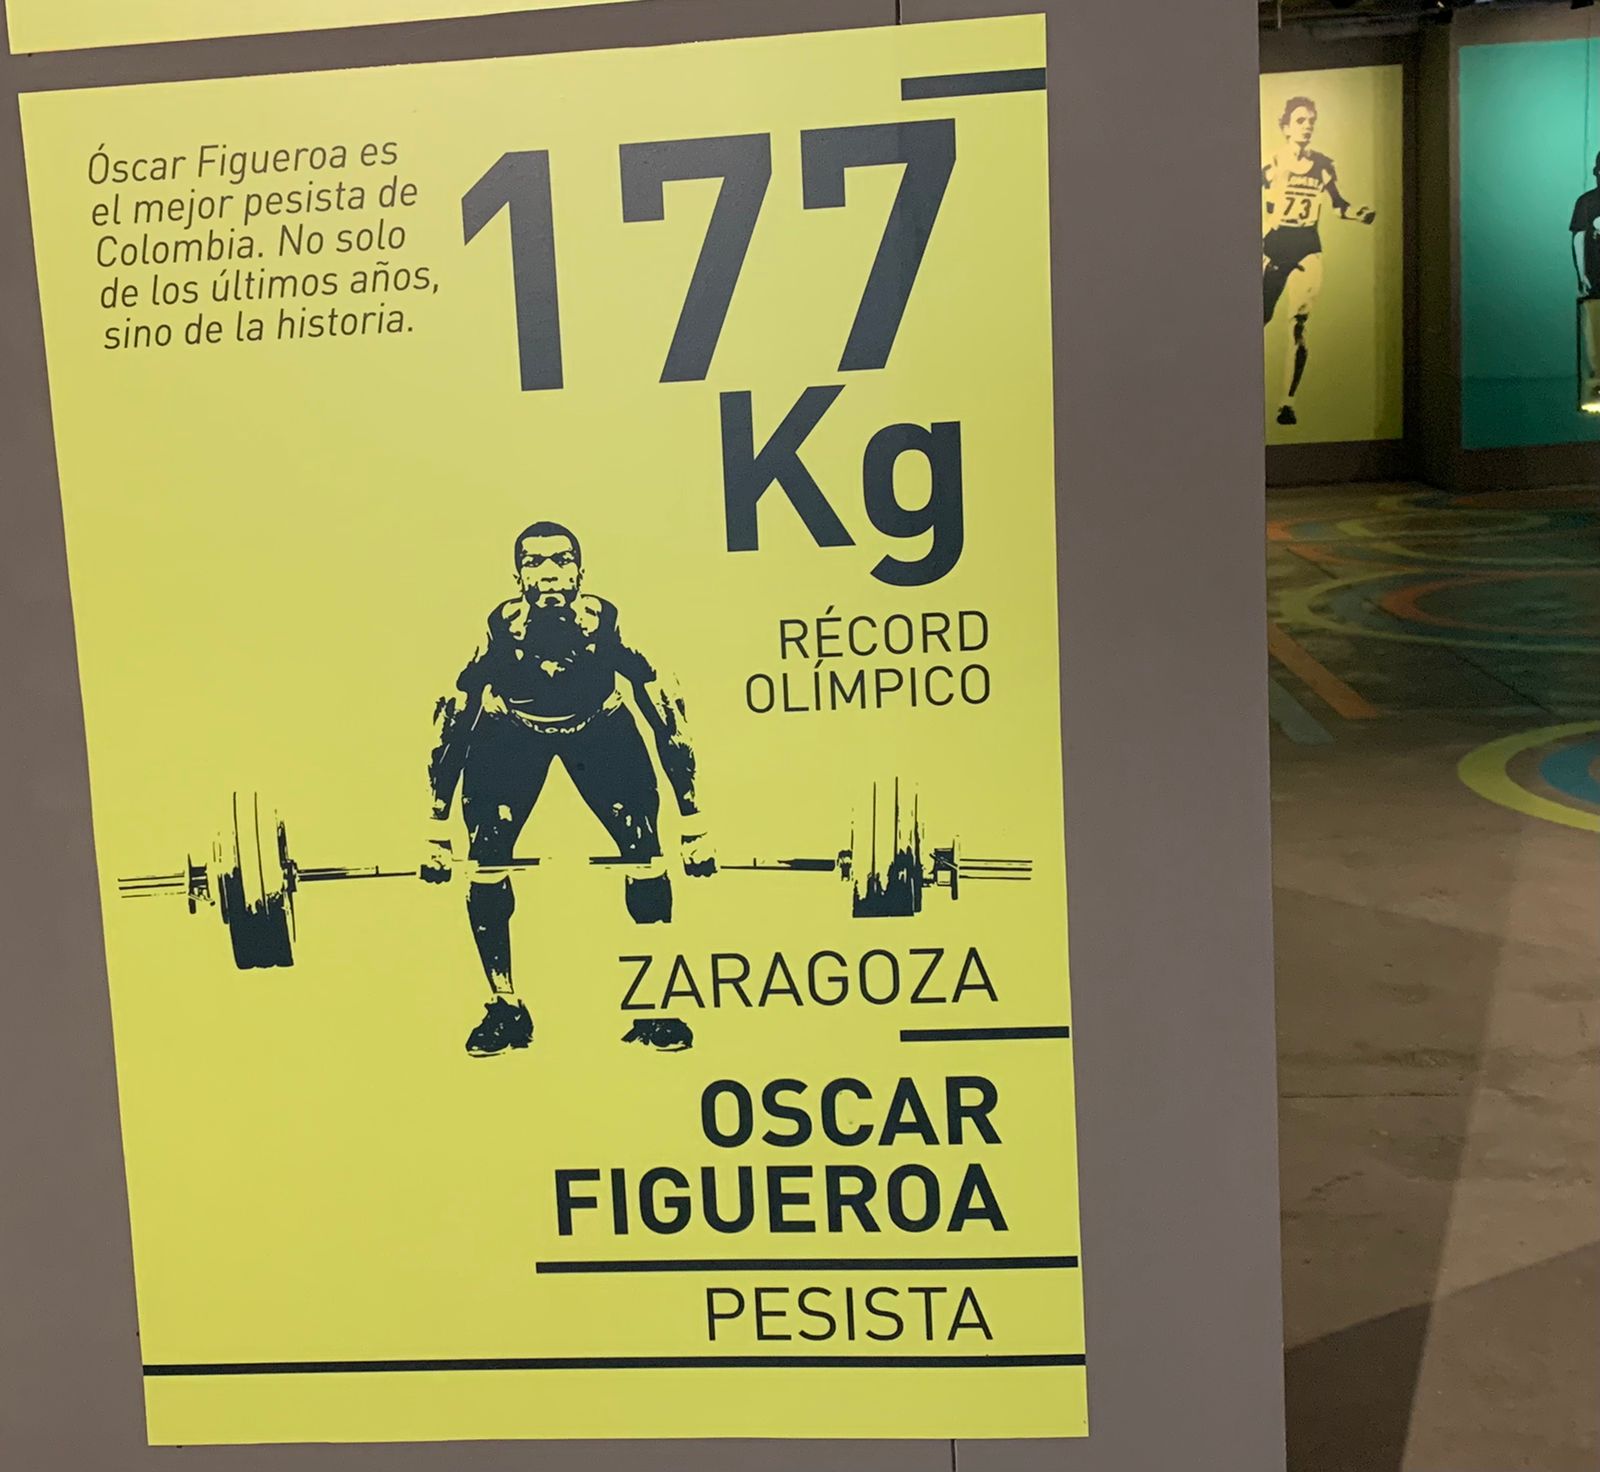 Óscar Figueroa es
el mejor pesista de
Colombia. No solo
de los últimos años,
sino de la historia.
177
Kg
RÉCORD
OLÍMPICO
ZARAGOZA
OSCAR
FIGUEROA
PESISTA
73